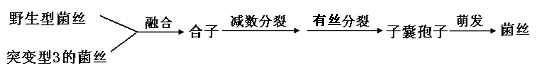 野生型菌丝
突变型3的菌丝
融合
合子
减数分裂
有丝分裂
子囊孢子
萌发
菌丝